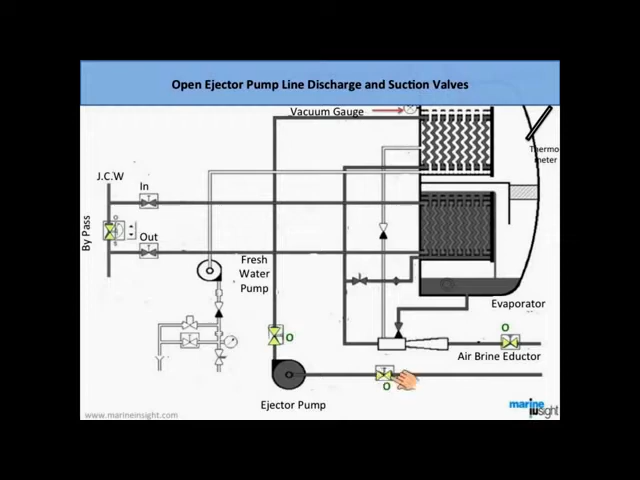 Open Ejector Pump Line Discharge and Suction Valves
Vacuum Gauge
Thermo
meter
J.C.W
In
By Pass
Out
Fresh
Water
Pump
Evaporator
O
O
Air Brine Eductor
O
Ejector Pump
www.marineinsight.com
marine
insight